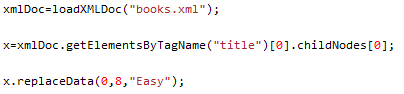 xmlDoc=loadXMLDoc("books.xml");
x=xmlDoc.getElementsByTagName("title")[0].childNodes[0];
x.replaceData(0,8,"Easy");